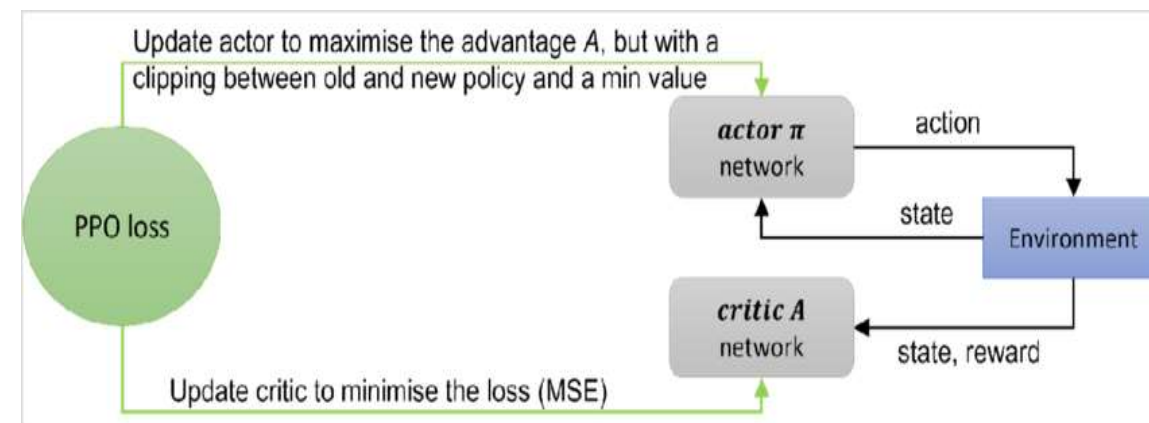 Update actor to maximise the advantage A, but with a
clipping between old and new policy and a min value
actor π
network
action
PPO loss
state
Environment
critic A
network
state, reward
Update critic to minimise the loss (MSE)